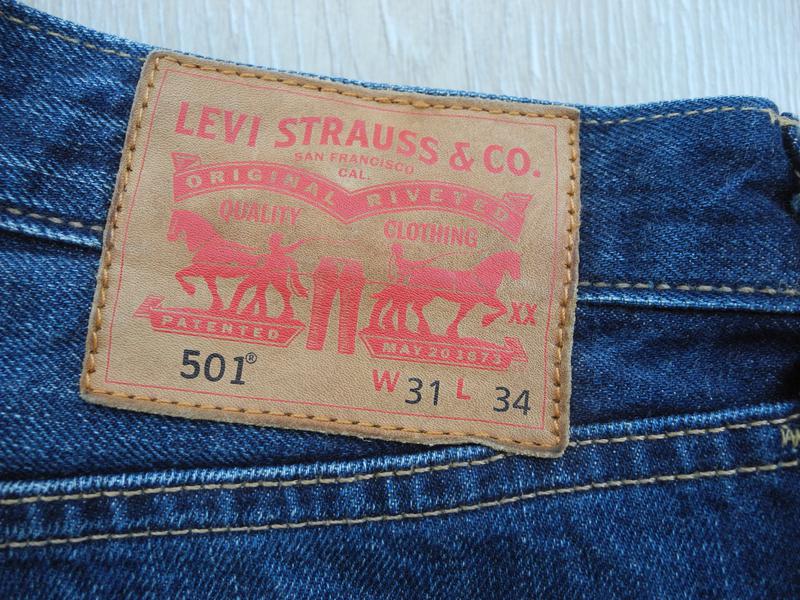 LEVI STRAUSS & CO.
SAN FRANCISCO
CAL.
ORIGINAL RIVETED
QUALITY CLOTHING
XX
PATENTED MAY 20 1873
501® W 31 L 34